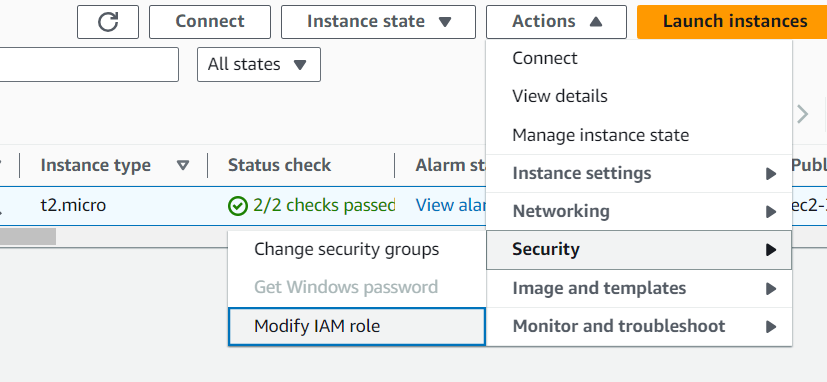 Connect
Instance state
Actions
Launch instances
All states
Connect
View details
Manage instance state
Instance settings
Networking
Security
Image and templates
Monitor and troubleshoot
Instance type
Status check
Alarm st
Publ
t2.micro
2/2 checks passed
View alar
ec2-
Change security groups
Get Windows password
Modify IAM role